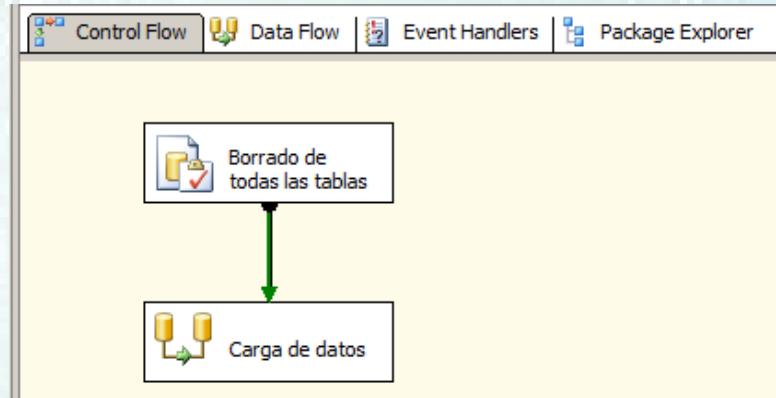 Control Flow Data Flow Event Handlers Package Explorer
Borrado de
todas las tablas
Carga de datos